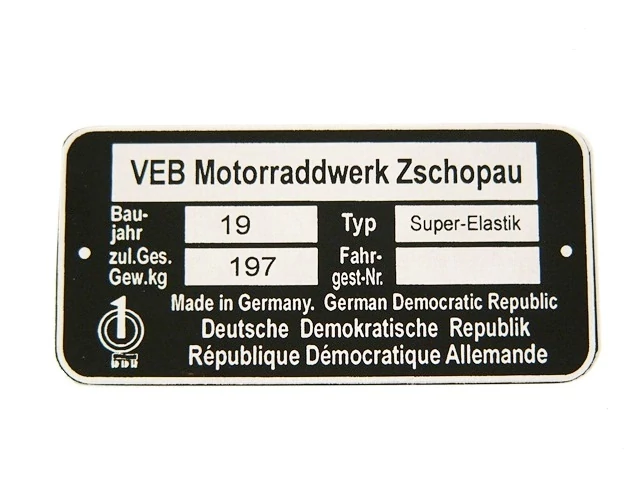 VEB Motorraddwerk Zschopau
Bau-
jahr
19
Typ
Super-Elastik
zul.Ges.
Gew.kg
197
Fahr-
gest-Nr.
1
Made in Germany. German Democratic Republic
Deutsche Demokratische Republik
République Démocratique Allemande